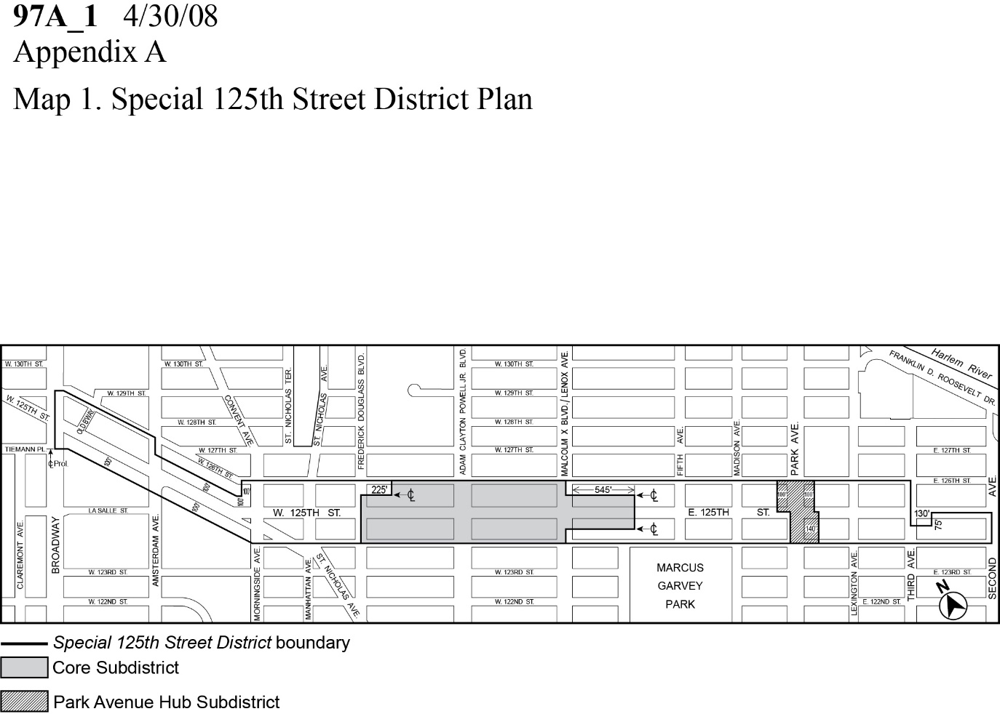 97A_1 4/30/08
Appendix A
Map 1. Special 125th Street District Plan
W. 130TH ST.
W. 130TH ST.
W. 130TH ST.
Harlem River
FRANKLIN D. ROOSEVELT DR.
W. 125TH ST.
W. 129TH ST.
W. 129TH ST.
OLD BWAY
CONVENT AVE.
ST. NICHOLAS TER.
ST. NICHOLAS AVE.
FREDERICK DOUGLASS BLVD.
ADAM CLAYTON POWELL JR. BLVD.
MALCOLM X BLVD./ LENOX AVE.
W. 128TH ST.
W. 128TH ST.
FIFTH AVE.
MADISON AVE.
PARK AVE.
TIEMANN PL.
℄ Prol.
100'
W. 127TH ST.
W. 127TH ST.
E. 127TH ST.
W. 126TH ST.
E. 126TH ST.
100'
100'
100'
100'
225'
℄
545'
℄
100'
100'
LA SALLE ST.
W. 125TH ST.
E. 125TH ST.
130'
75'
℄
140'
CLAREMONT AVE.
BROADWAY
AMSTERDAM AVE.
MORNINGSIDE AVE.
MANHATTAN AVE.
ST. NICHOLAS AVE.
LEXINGTON AVE.
THIRD AVE.
SECOND AVE.
W. 123RD ST.
W. 123RD ST.
E. 123RD ST.
MARCUS
GARVEY
PARK
N
W. 122ND ST.
W. 122ND ST.
E. 122ND ST.
Special 125th Street District boundary
Core Subdistrict
Park Avenue Hub Subdistrict